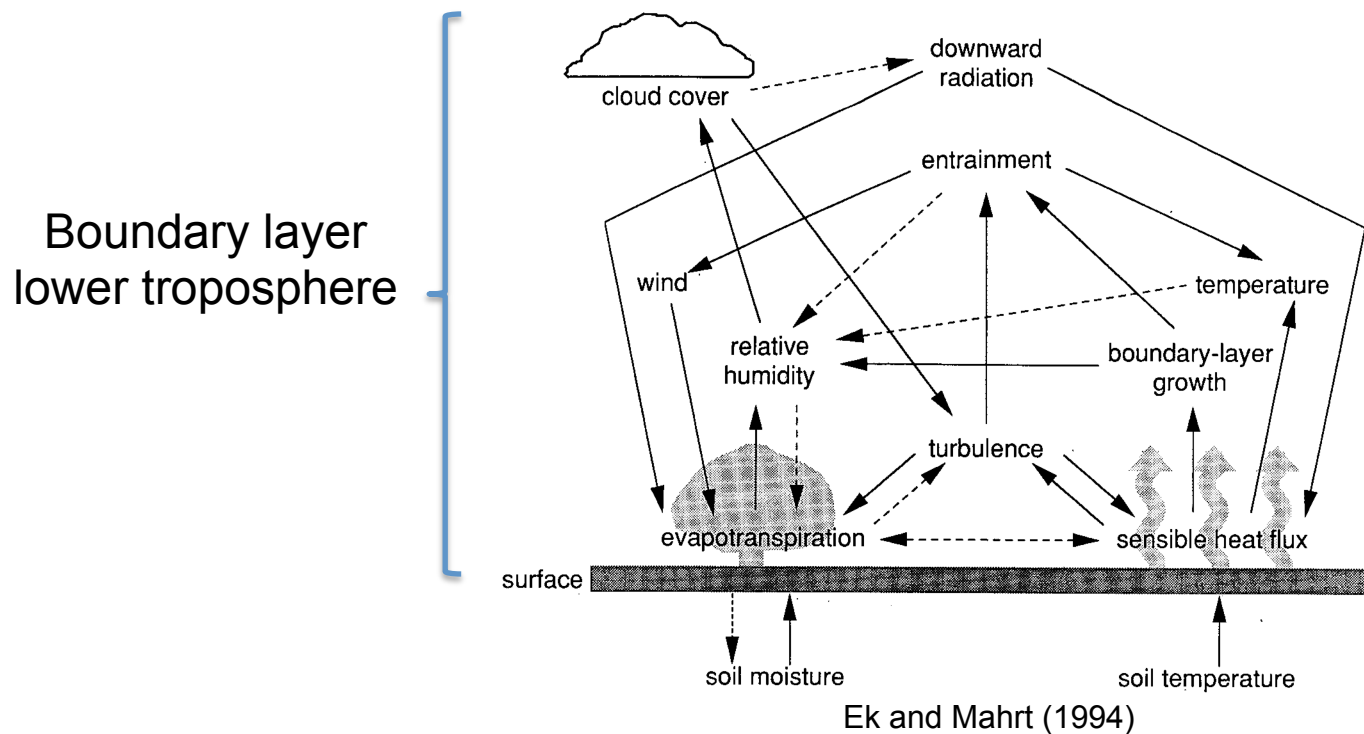 Boundary layer
lower troposphere
cloud cover
downward
radiation
entrainment
wind
temperature
relative
humidity
boundary-layer
growth
turbulence
evapotranspiration
sensible heat flux
surface
soil moisture
soil temperature
Ek and Mahrt (1994)